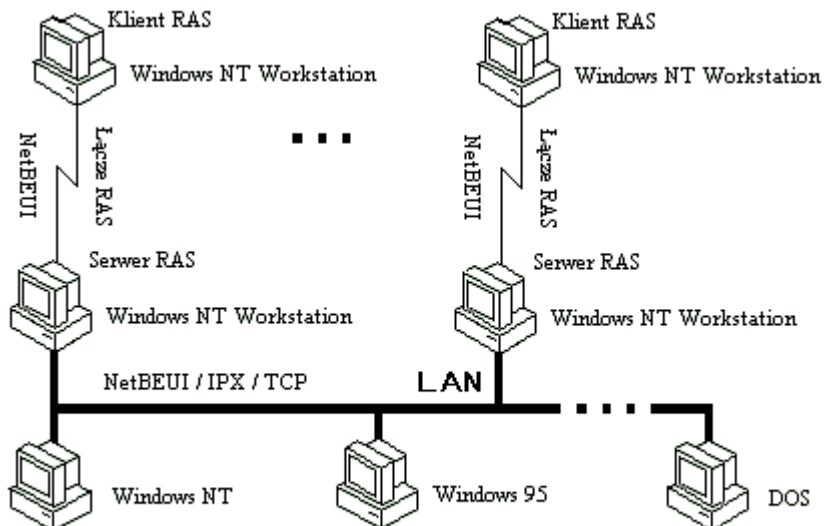 Klient RAS
Klient RAS
Windows NT Workstation
Windows NT Workstation
NetBEUI
Łącze RAS
NetBEUI
Łącze RAS
Serwer RAS
Serwer RAS
Windows NT Workstation
Windows NT Workstation
NetBEUI / IPX / TCP
LAN
Windows NT
Windows 95
DOS